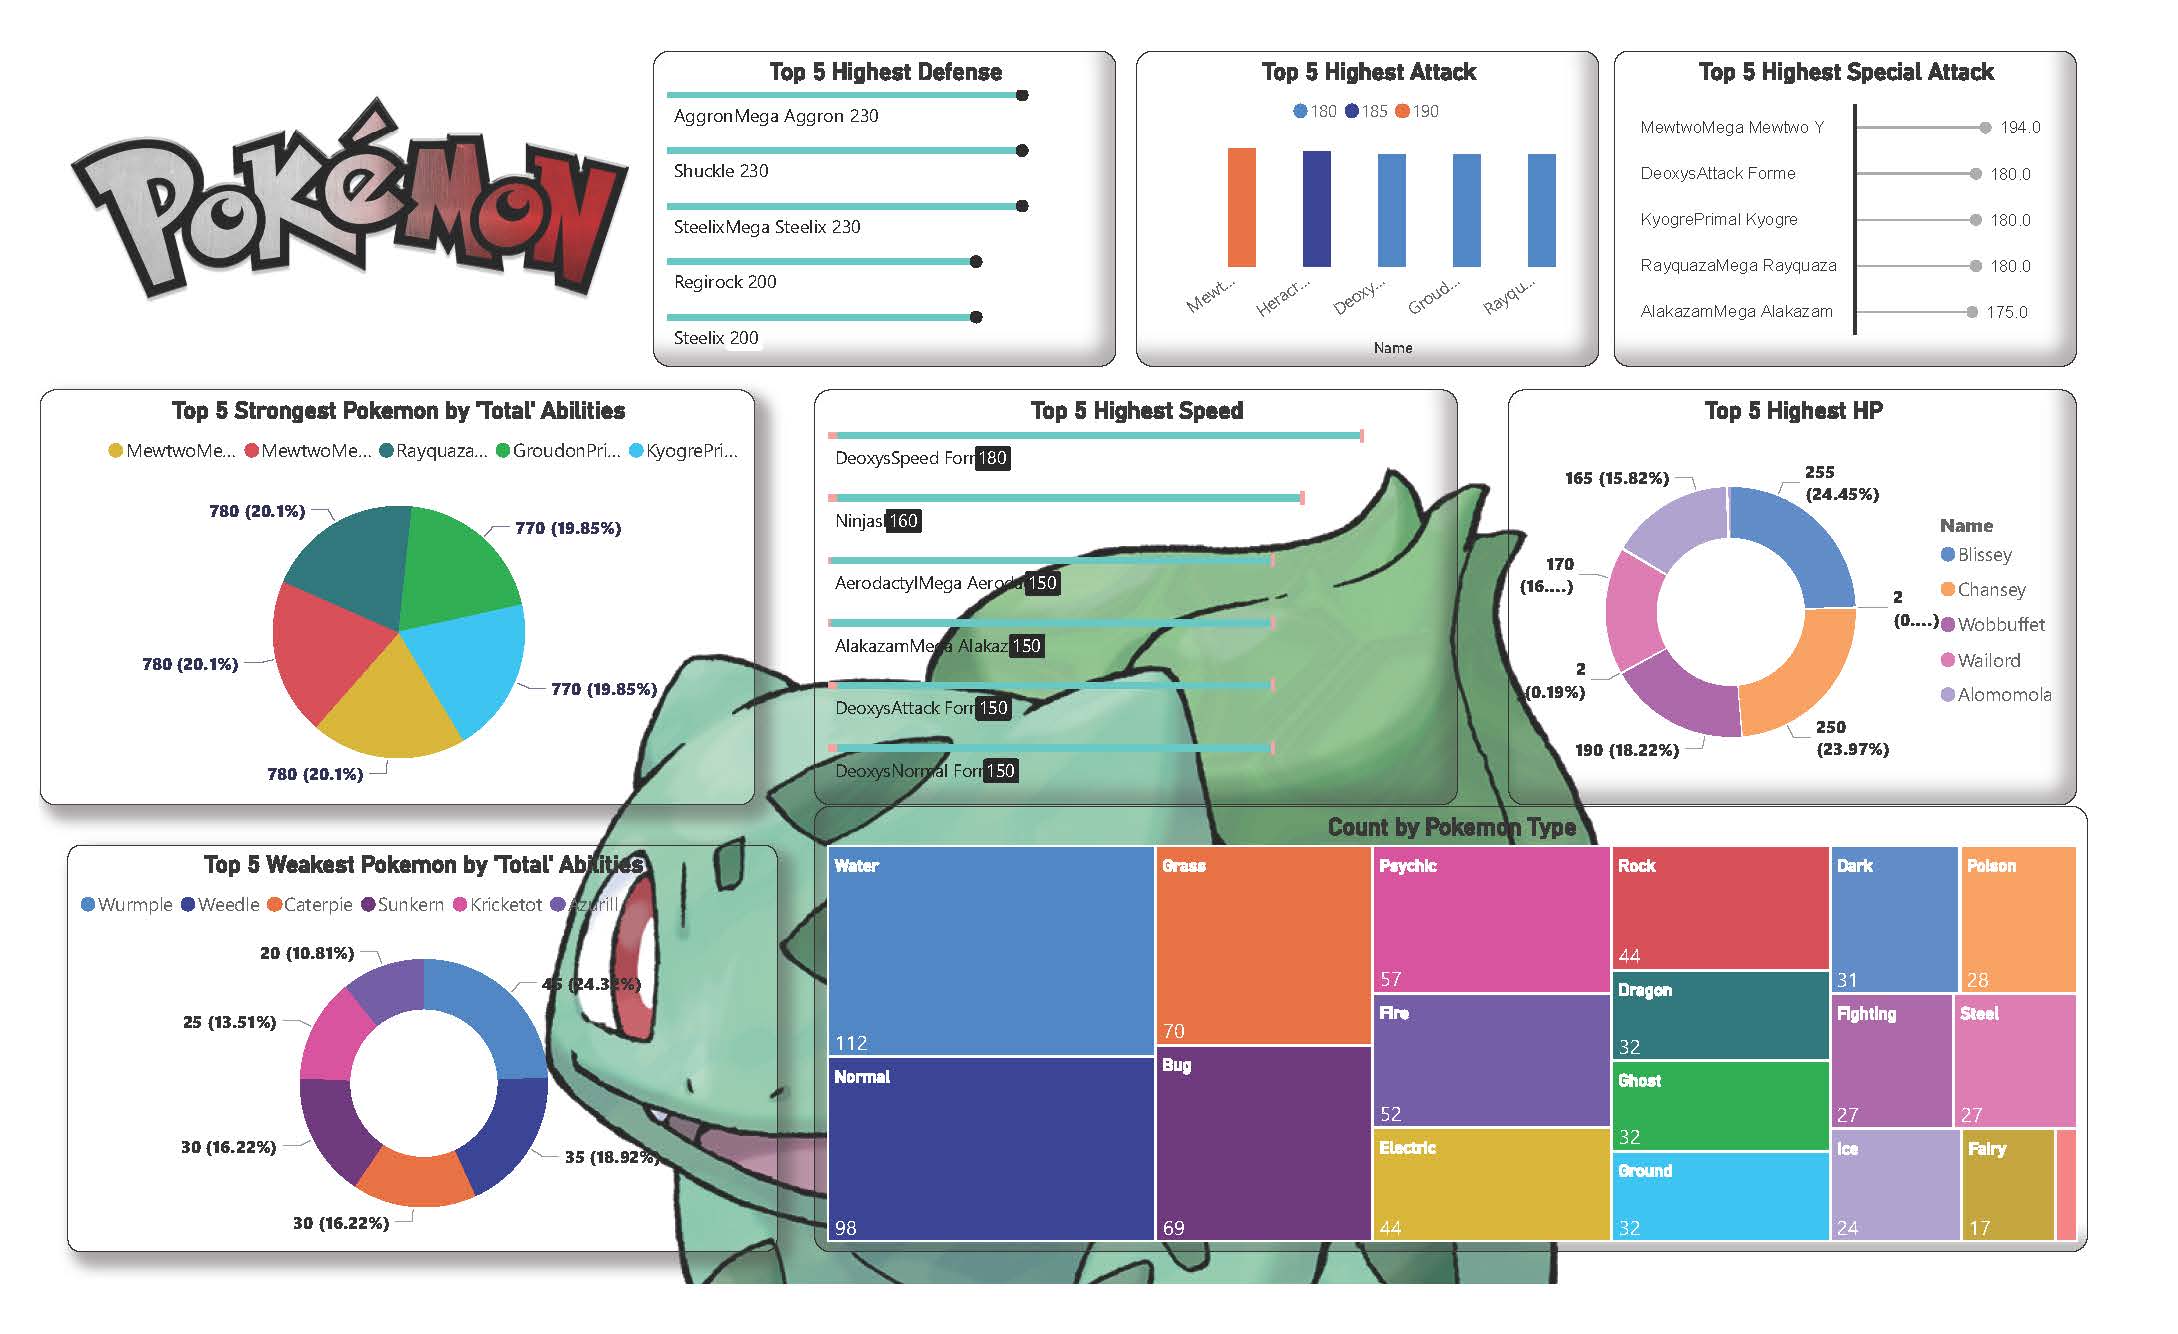 POKéMON
Top 5 Highest Defense
AggronMega Aggron 230
Shuckle 230
SteelixMega Steelix 230
Regirock 200
Steelix 200
Top 5 Highest Attack
180 185 190
Mewt...
Heracr...
Deoxy...
Groud...
Rayqu...
Name
Top 5 Highest Special Attack
MewtwoMega Mewtwo Y 194.0
DeoxysAttack Forme 180.0
KyogrePrimal Kyogre 180.0
RayquazaMega Rayquaza 180.0
AlakazamMega Alakazam 175.0
Top 5 Strongest Pokemon by 'Total' Abilities
MewtwoMe... MewtwoMe... Rayquaza... GroudonPri... KyogrePri...
780 (20.1%)
770 (19.85%)
780 (20.1%)
770 (19.85%)
780 (20.1%)
Top 5 Highest Speed
DeoxysSpeed Forr 180
Ninjas 160
AerodactylMega Aeroda 150
AlakazamMega Alakaz 150
DeoxysAttack Forr 150
DeoxysNormal Forr 150
Top 5 Highest HP
165 (15.82%)
255
(24.45%)
170
(16....)
2
(0....)
2
(0.19%)
190 (18.22%)
250
(23.97%)
Name
Blissey
Chansey
Wobbuffet
Wailord
Alomomola
Top 5 Weakest Pokemon by 'Total' Abilities
Wurmple Weedle Caterpie Sunkern Kricketot Azurill
20 (10.81%)
45 (24.32%)
25 (13.51%)
30 (16.22%)
35 (18.92%)
30 (16.22%)
Count by Pokemon Type
Water
112
Normal
98
Grass
70
Bug
69
Psychic
57
Fire
52
Electric
44
Rock
44
Dragon
32
Ghost
32
Ground
32
Dark
31
Poison
28
Fighting
27
Steel
27
Ice
24
Fairy
17